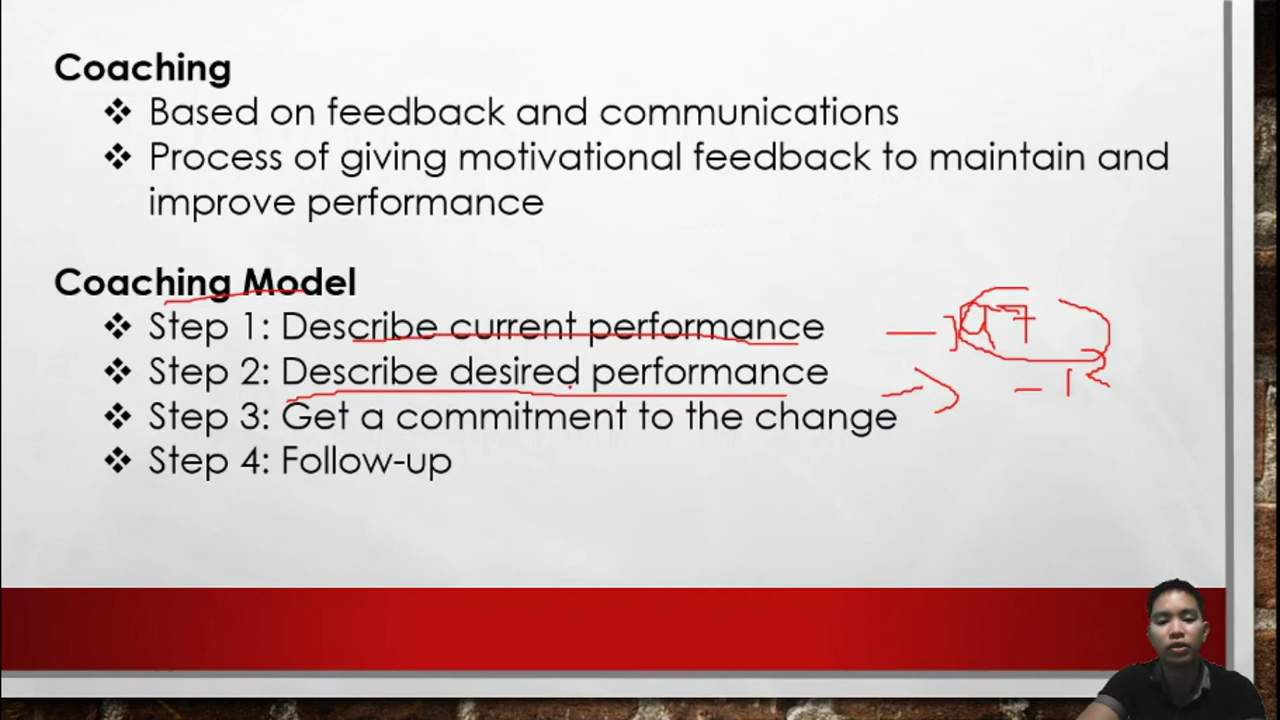 Coaching
❖ Based on feedback and communications
❖ Process of giving motivational feedback to maintain and
improve performance
Coaching Model
❖ Step 1: Describe current performance
❖ Step 2: Describe desired performance
❖ Step 3: Get a commitment to the change
❖ Step 4: Follow-up